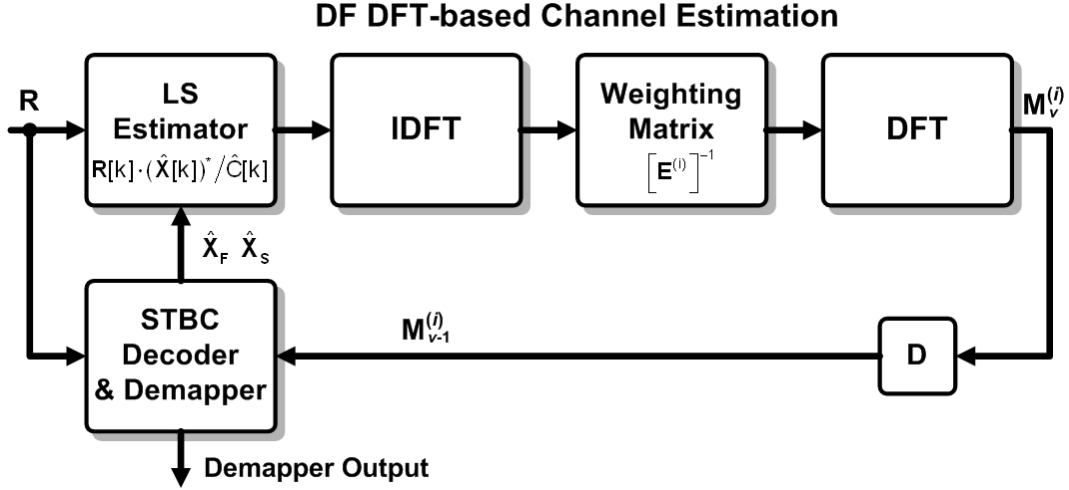 DF DFT-based Channel Estimation
R
LS
Estimator
R[k]·(X̂[k])*/Ĉ[k]
IDFT
Weighting
Matrix
[E^(i)]^-1
DFT
M_v^(i)
X̂_F X̂_S
STBC
Decoder
& Demapper
M_v-1^(i)
D
Demapper Output